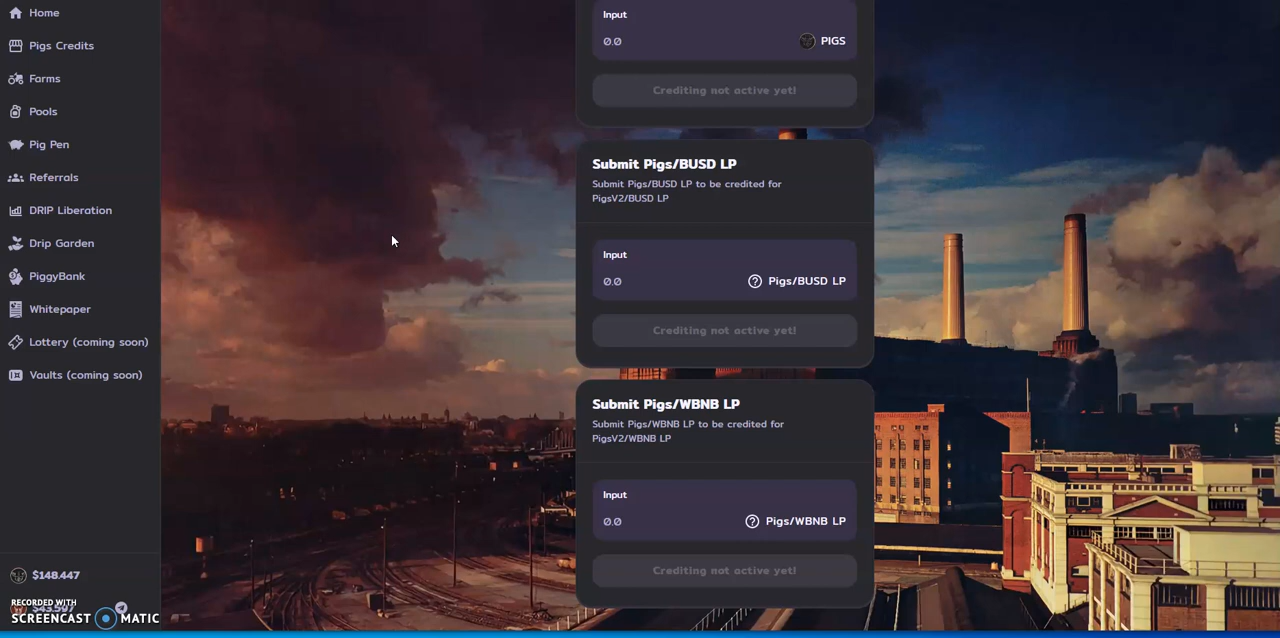 Home
Pigs Credits
Farms
Pools
Pig Pen
Referrals
DRIP Liberation
Drip Garden
PiggyBank
Whitepaper
Lottery (coming soon)
Vaults (coming soon)
$148.447
RECORDED WITH
SCREENCAST MATIC
Input
0.0 PIGS
Crediting not active yet!
Submit Pigs/BUSD LP
Submit Pigs/BUSD LP to be credited for
PigsV2/BUSD LP
Input
0.0 Pigs/BUSD LP
Crediting not active yet!
Submit Pigs/WBNB LP
Submit Pigs/WBNB LP to be credited for
PigsV2/WBNB LP
Input
0.0 Pigs/WBNB LP
Crediting not active yet!